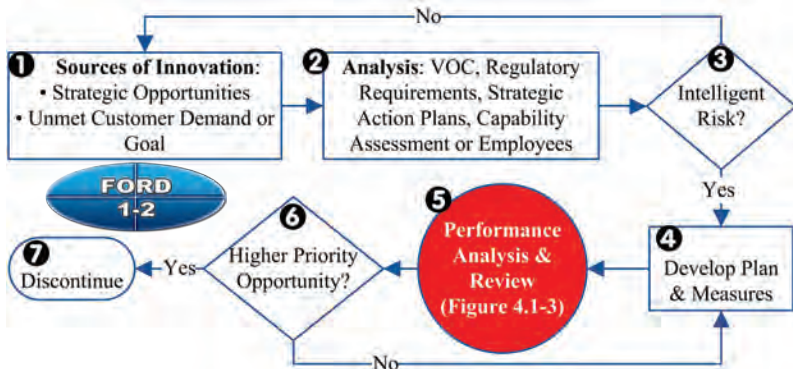 No
1 Sources of Innovation:
• Strategic Opportunities
• Unmet Customer Demand or
Goal
2 Analysis: VOC, Regulatory
Requirements, Strategic
Action Plans, Capability
Assessment or Employees
3
Intelligent
Risk?
Yes
FORD
1-2
4
Develop Plan
& Measures
5
Performance
Analysis &
Review
(Figure 4.1-3)
6
Higher Priority
Opportunity?
Yes
7
Discontinue
No